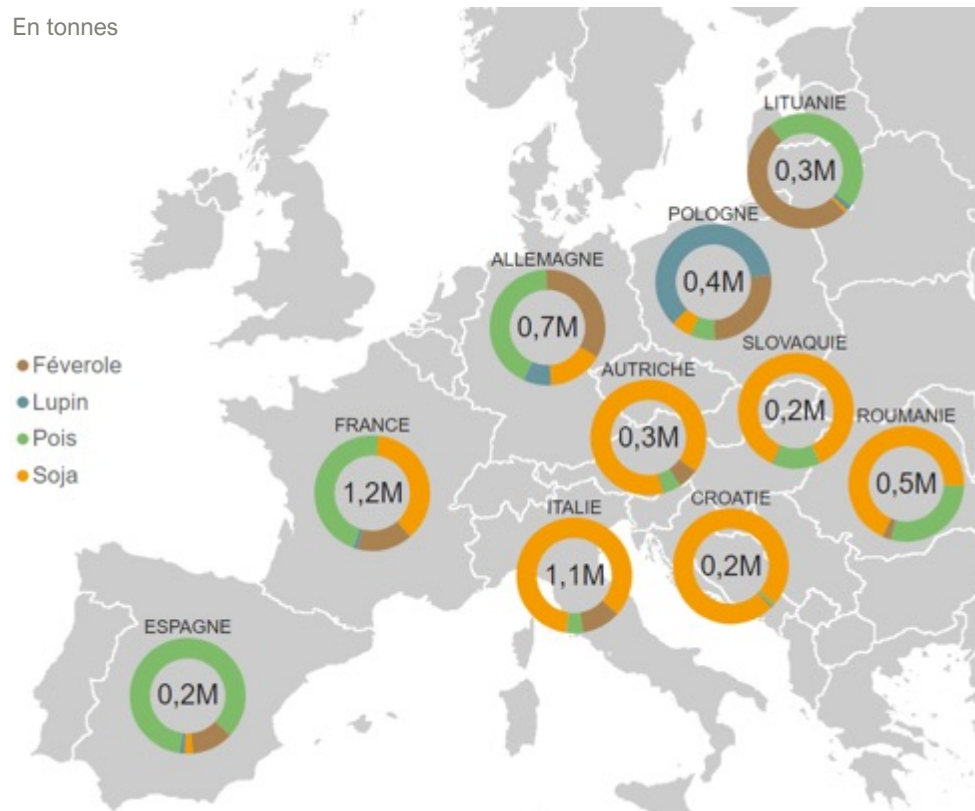 En tonnes
LITUANIE
0,3M
POLOGNE
0,4M
ALLEMAGNE
0,7M
SLOVAQUIE
0,2M
AUTRICHE
0,3M
ROUMANIE
0,5M
Féverole
Lupin
Pois
Soja
FRANCE
1,2M
ITALIE
1,1M
CROATIE
0,2M
ESPAGNE
0,2M